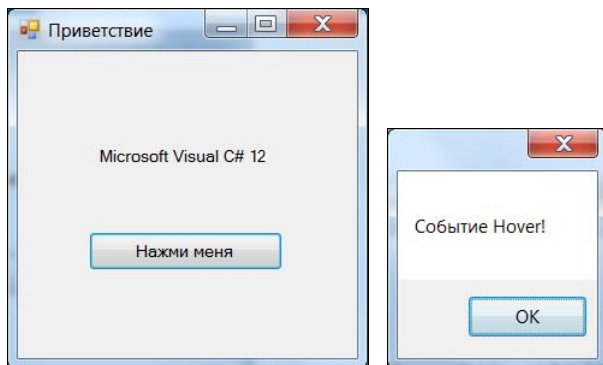 Приветствие
Microsoft Visual C# 12
Нажми меня
Событие Hover!
OK